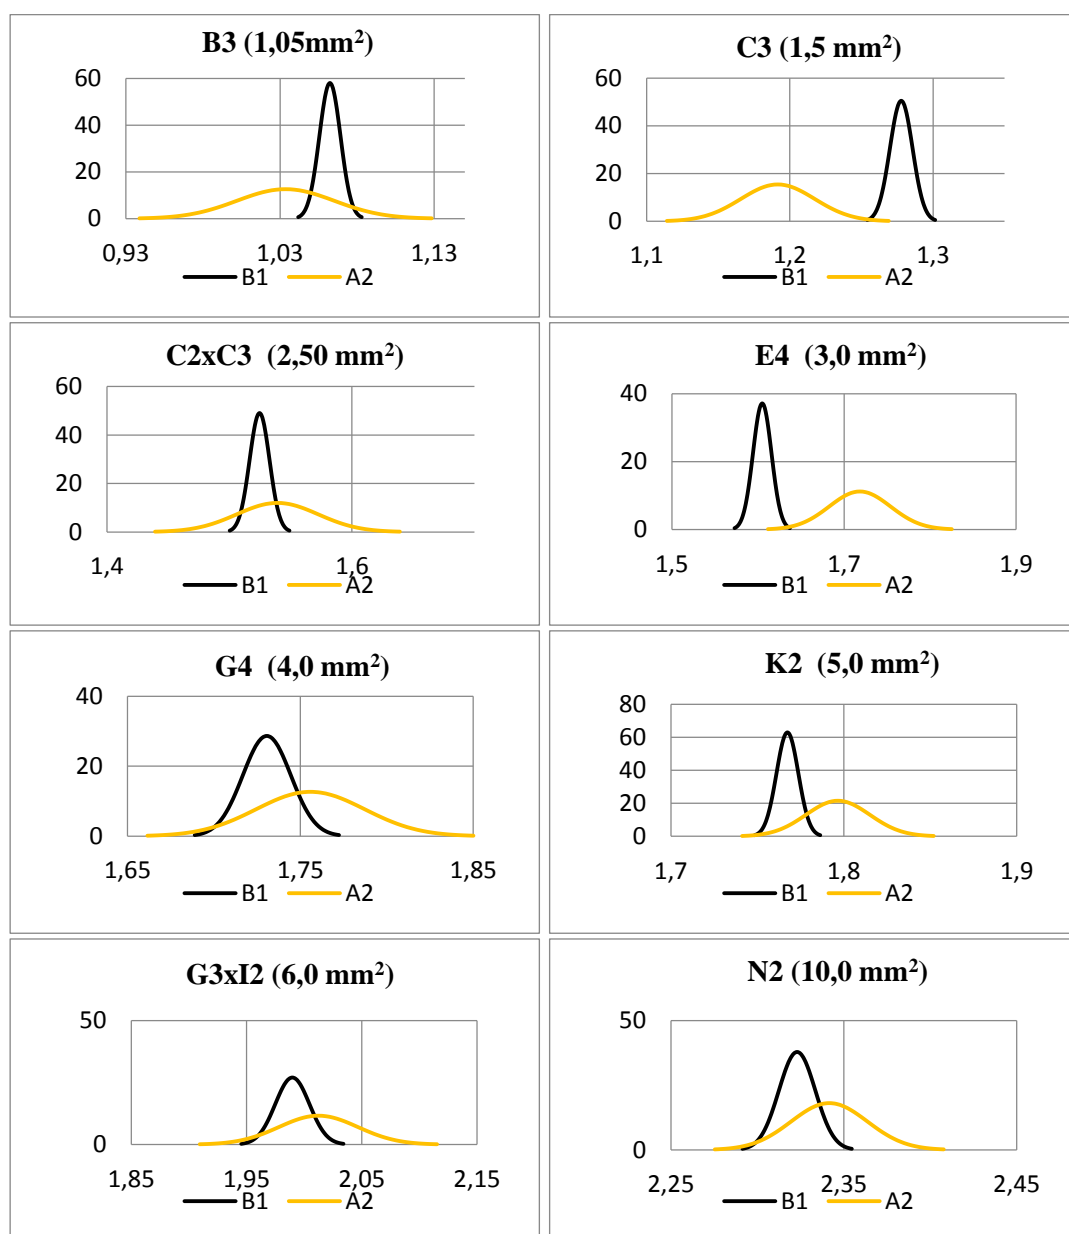 B3 (1,05mm²)
60
40
20
0
0,93 1,03 1,13
B1 A2
C3 (1,5 mm²)
60
40
20
0
1,1 1,2 1,3
B1 A2
C2xC3 (2,50 mm²)
60
40
20
0
1,4 1,6
B1 A2
E4 (3,0 mm²)
40
20
0
1,5 1,7 1,9
B1 A2
G4 (4,0 mm²)
40
20
0
1,65 1,75 1,85
B1 A2
K2 (5,0 mm²)
80
60
40
20
0
1,7 1,8 1,9
B1 A2
G3xI2 (6,0 mm²)
50
0
1,85 1,95 2,05 2,15
B1 A2
N2 (10,0 mm²)
50
0
2,25 2,35 2,45
B1 A2